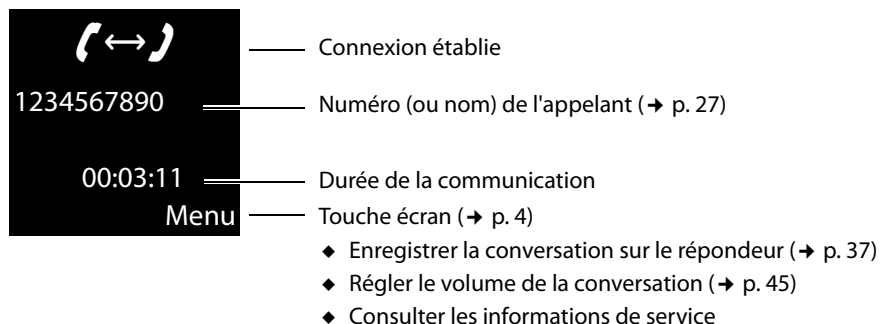 Connexion établie
1234567890 Numéro (ou nom) de l'appelant (➔ p. 27)
00:03:11 Durée de la communication
Menu Touche écran (➔ p. 4)
◆ Enregistrer la conversation sur le répondeur (➔ p. 37)
◆ Régler le volume de la conversation (➔ p. 45)
◆ Consulter les informations de service